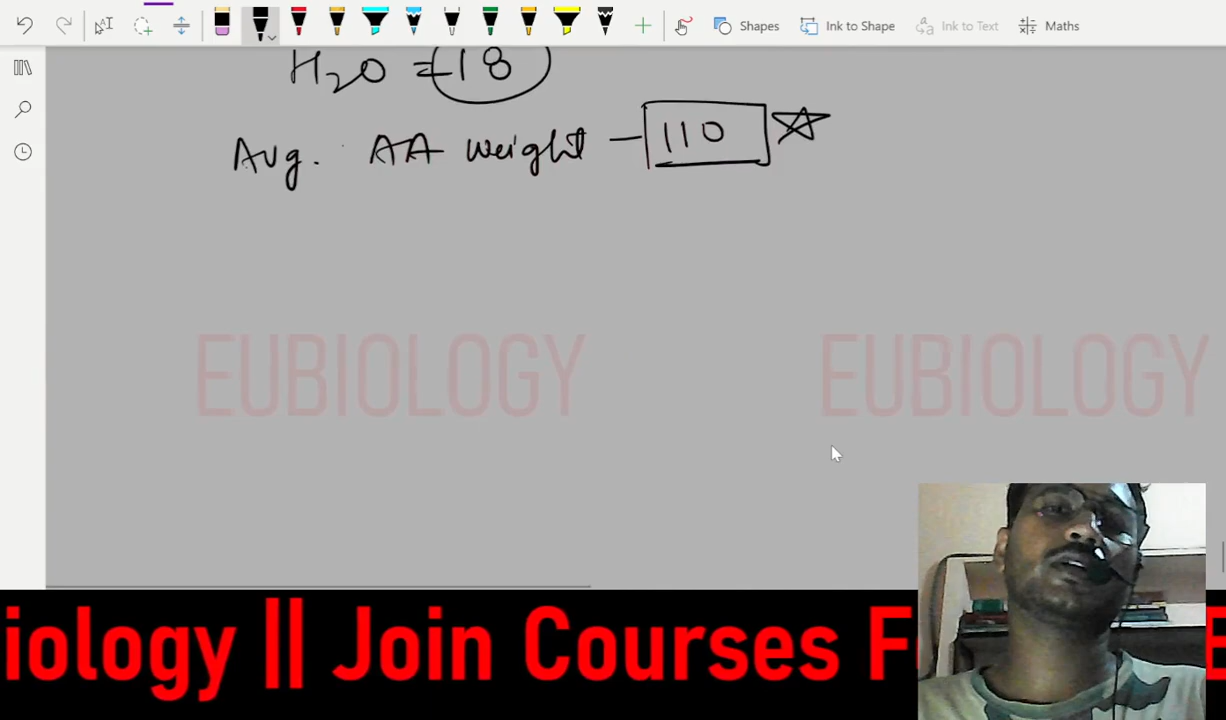 Shapes Ink to Shape Ink to Text Maths
H2O = 18
Avg. AA weight - 110
EUBIOLOGY EUBIOLOGY
iology || Join Courses F